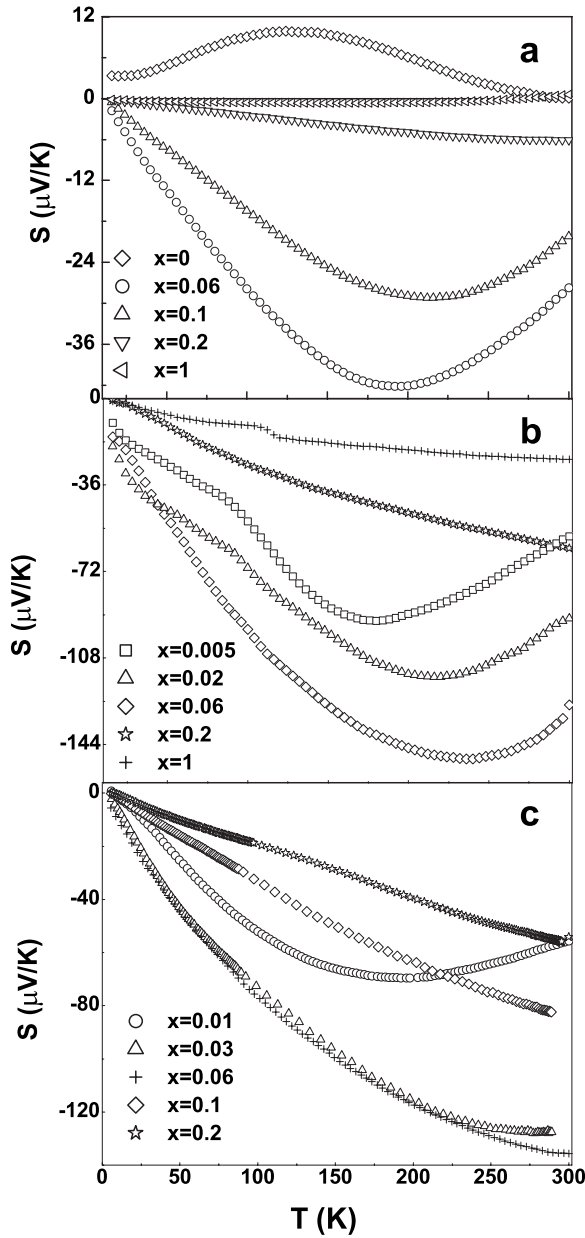 12
0
-12
-24
-36
S (μV/K)
a
x=0
x=0.06
x=0.1
x=0.2
x=1
0
-36
-72
-108
-144
S (μV/K)
b
x=0.005
x=0.02
x=0.06
x=0.2
x=1
0
-40
-80
-120
S (μV/K)
c
x=0.01
x=0.03
x=0.06
x=0.1
x=0.2
0 50 100 150 200 250 300
T (K)